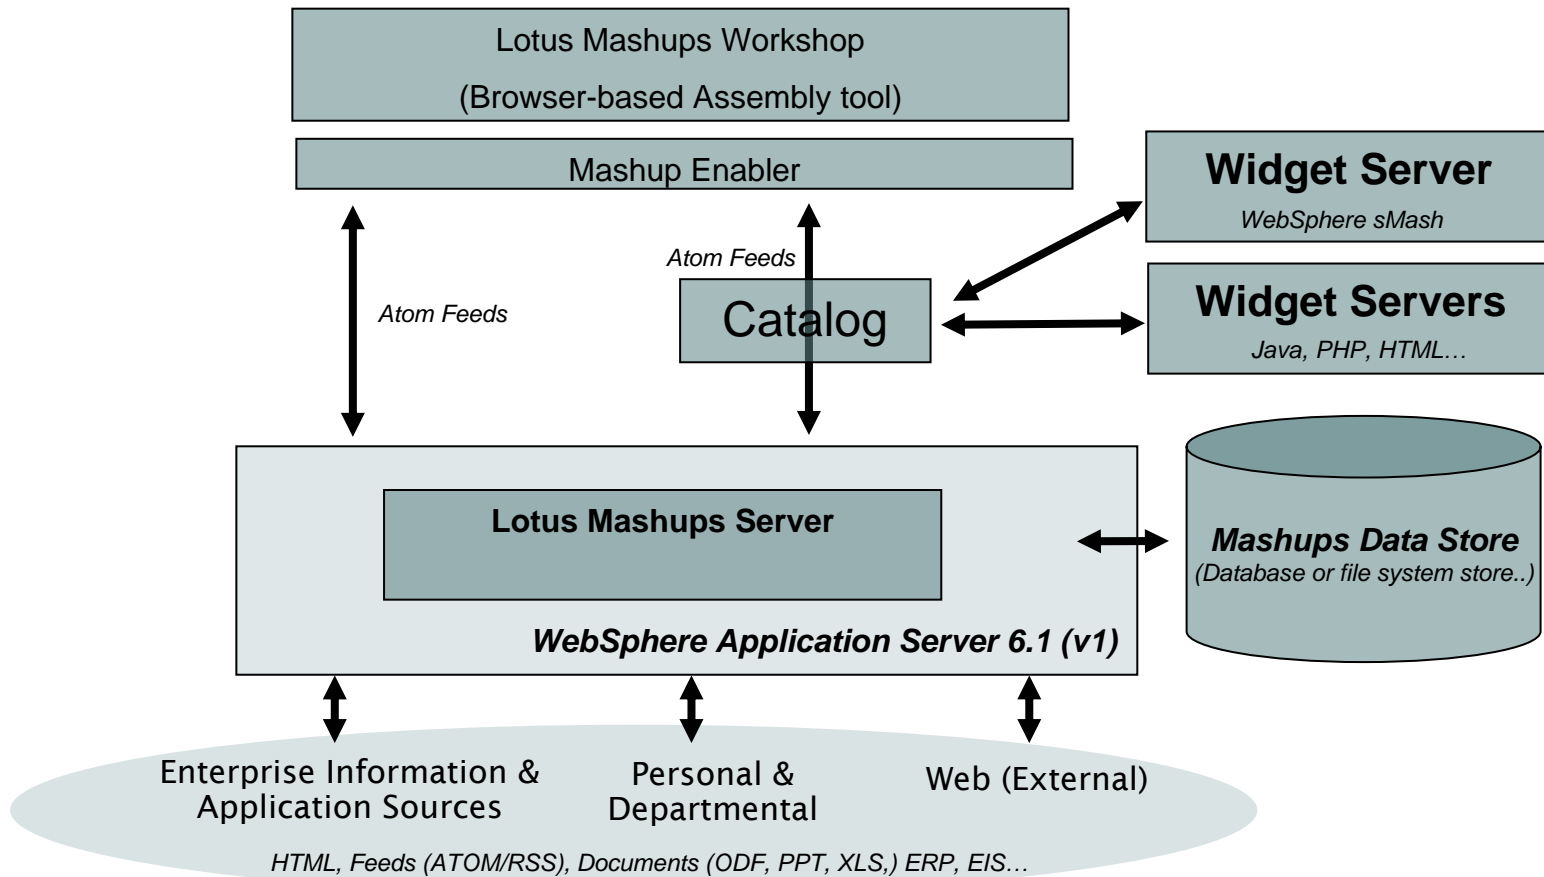 Lotus Mashups Workshop
(Browser-based Assembly tool)
Mashup Enabler
Widget Server
WebSphere sMash
Atom Feeds
Atom Feeds
Catalog
Widget Servers
Java, PHP, HTML…
Lotus Mashups Server
WebSphere Application Server 6.1 (v1)
Mashups Data Store
(Database or file system store..)
Enterprise Information &
Application Sources
Personal &
Departmental
Web (External)
HTML, Feeds (ATOM/RSS), Documents (ODF, PPT, XLS,) ERP, EIS…